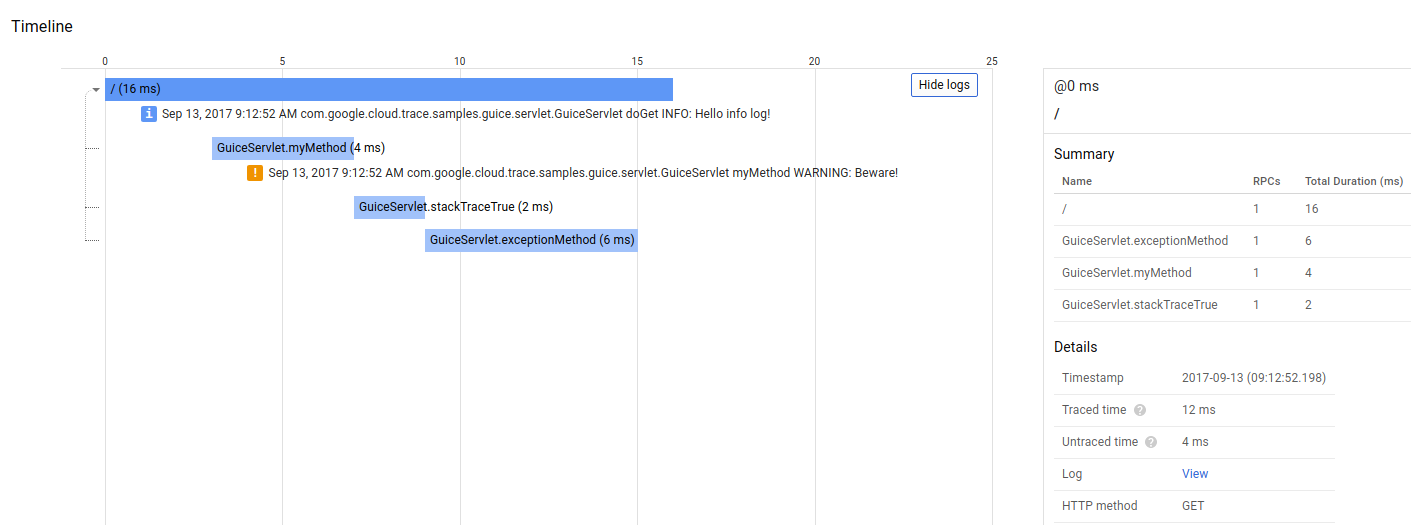 Timeline
0 5 10 15 20 25
/ (16 ms)
Hide logs
i Sep 13, 2017 9:12:52 AM com.google.cloud.trace.samples.guice.servlet.GuiceServlet doGet INFO: Hello info log!
GuiceServlet.myMethod (4 ms)
! Sep 13, 2017 9:12:52 AM com.google.cloud.trace.samples.guice.servlet.GuiceServlet myMethod WARNING: Beware!
GuiceServlet.stackTraceTrue (2 ms)
GuiceServlet.exceptionMethod (6 ms)
@0 ms
/
Summary
Name RPCs Total Duration (ms)
/ 1 16
GuiceServlet.exceptionMethod 1 6
GuiceServlet.myMethod 1 4
GuiceServlet.stackTraceTrue 1 2
Details
Timestamp 2017-09-13 (09:12:52.198)
Traced time ? 12 ms
Untraced time ? 4 ms
Log View
HTTP method GET